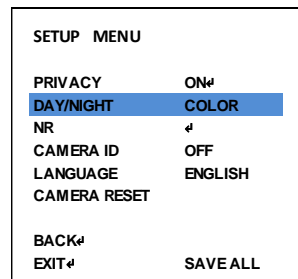 SETUP MENU
PRIVACY ON↵
DAY/NIGHT COLOR
NR ↵
CAMERA ID OFF
LANGUAGE ENGLISH
CAMERA RESET
BACK↵
EXIT↵ SAVE ALL